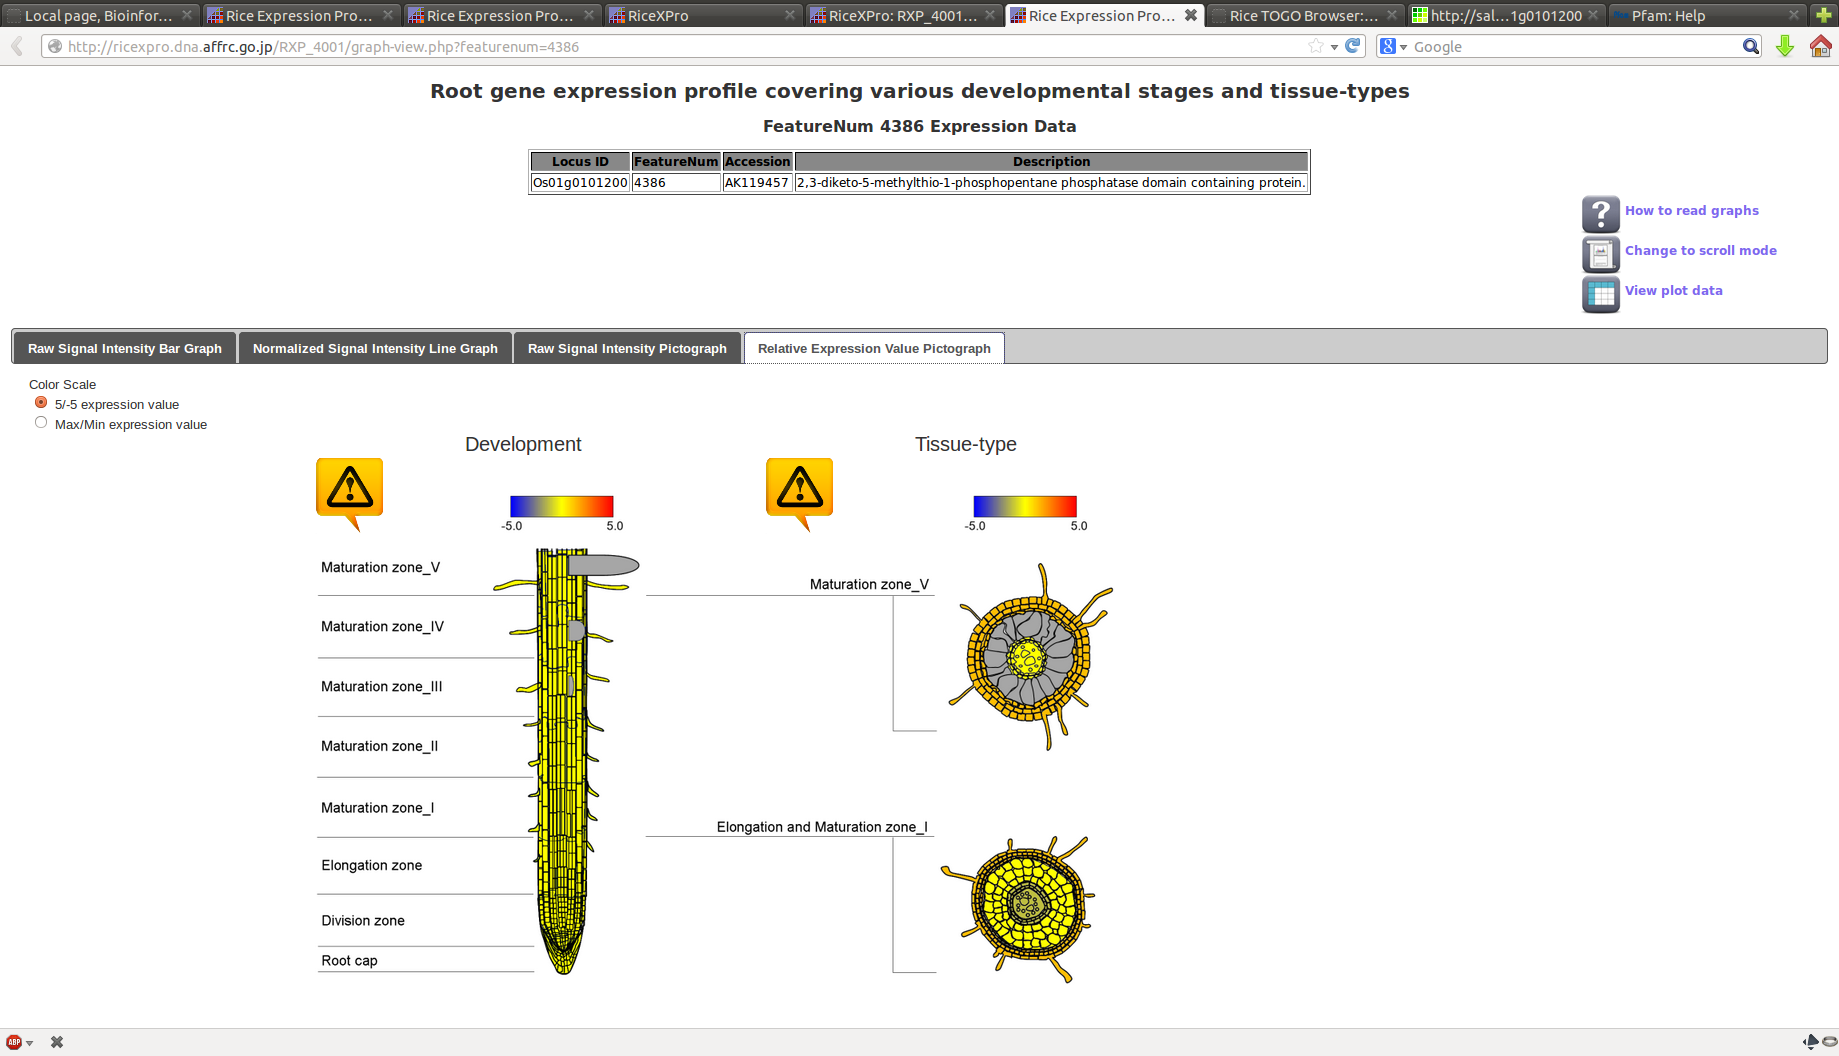 Local page, Bioinfor...
Rice Expression Pro...
Rice Expression Pro...
RiceXPro
RiceXPro: RXP_4001...
Rice Expression Pro...
Rice TOGO Browser:...
http://sal...1g0101200
Pfam: Help
http://ricexpro.dna.affrc.go.jp/RXP_4001/graph-view.php?featurenum=4386
8
Google
Root gene expression profile covering various developmental stages and tissue-types
FeatureNum 4386 Expression Data
Locus ID FeatureNum Accession Description
Os01g0101200 4386 AK119457 2,3-diketo-5-methylthio-1-phosphopentane phosphatase domain containing protein.
? How to read graphs
Change to scroll mode
View plot data
Raw Signal Intensity Bar Graph
Normalized Signal Intensity Line Graph
Raw Signal Intensity Pictograph
Relative Expression Value Pictograph
Color Scale
5/-5 expression value
Max/Min expression value
Development
-5.0 5.0
Maturation zone_V
Maturation zone_IV
Maturation zone_III
Maturation zone_II
Maturation zone_I
Elongation zone
Division zone
Root cap
Tissue-type
-5.0 5.0
Maturation zone_V
Elongation and Maturation zone_I
ABP